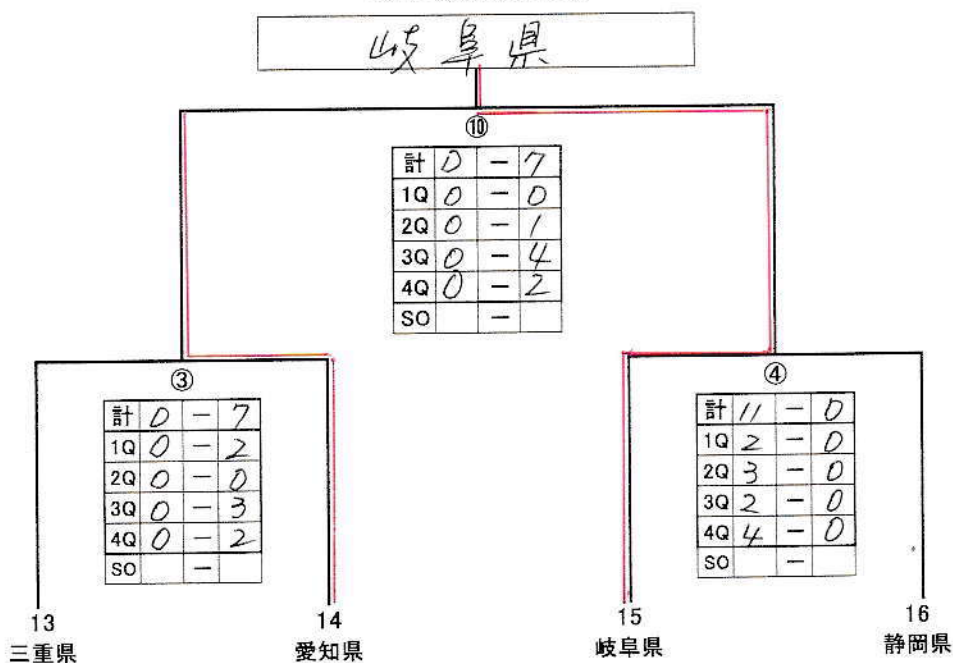 岐阜県
⑩
計 0 - 7
1Q 0 - 0
2Q 0 - 1
3Q 0 - 4
4Q 0 - 2
SO -
③
計 0 - 7
1Q 0 - 2
2Q 0 - 0
3Q 0 - 3
4Q 0 - 2
SO -
④
計 11 - 0
1Q 2 - 0
2Q 3 - 0
3Q 2 - 0
4Q 4 - 0
SO -
13 14 15 16
三重県 愛知県 岐阜県 静岡県